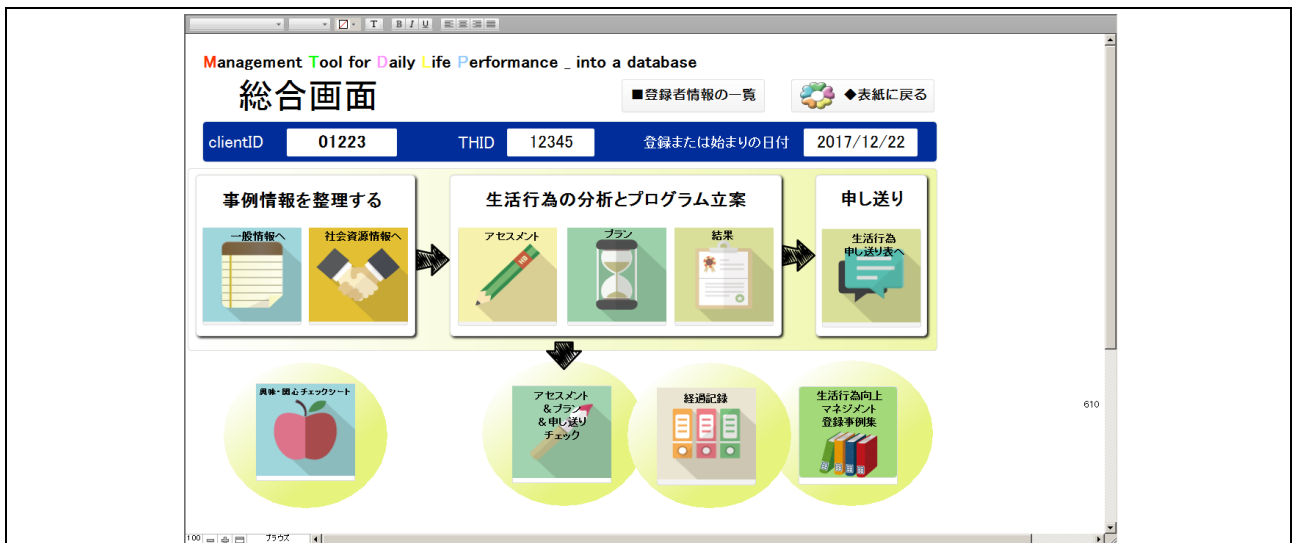 T B I U
Management Tool for Daily Life Performance _ into a database
総合画面
■登録者情報の一覧
◆表紙に戻る
clientID 01223 THID 12345 登録または始まりの日付 2017/12/22
事例情報を整理する
生活行為の分析とプログラム立案
申し送り
一般情報へ
社会資源情報へ
アセスメント
HB
プラン
結果
生活行為
申し送り表へ
興味・関心チェックシート
アセスメント
&プラン
&申し送り
チェック
経過記録
生活行為向上
マネジメント
登録事例集
610
100 ブラウズ